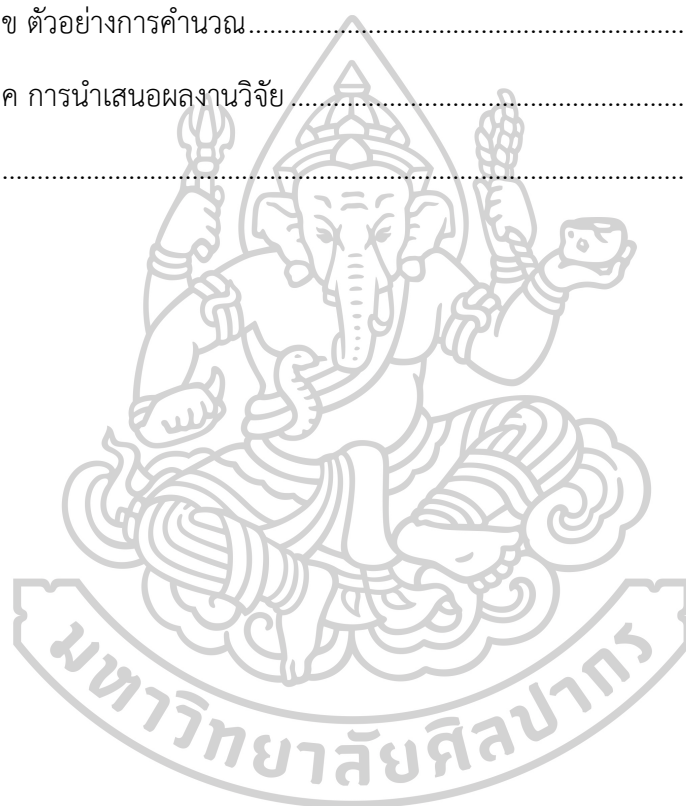 ข ตัวอย่างการคำนวณ........................................................................
ค การนำเสนอผลงานวิจัย ..................................................................
............................................................................................................
มหาวิทยาลัยศิลปากร